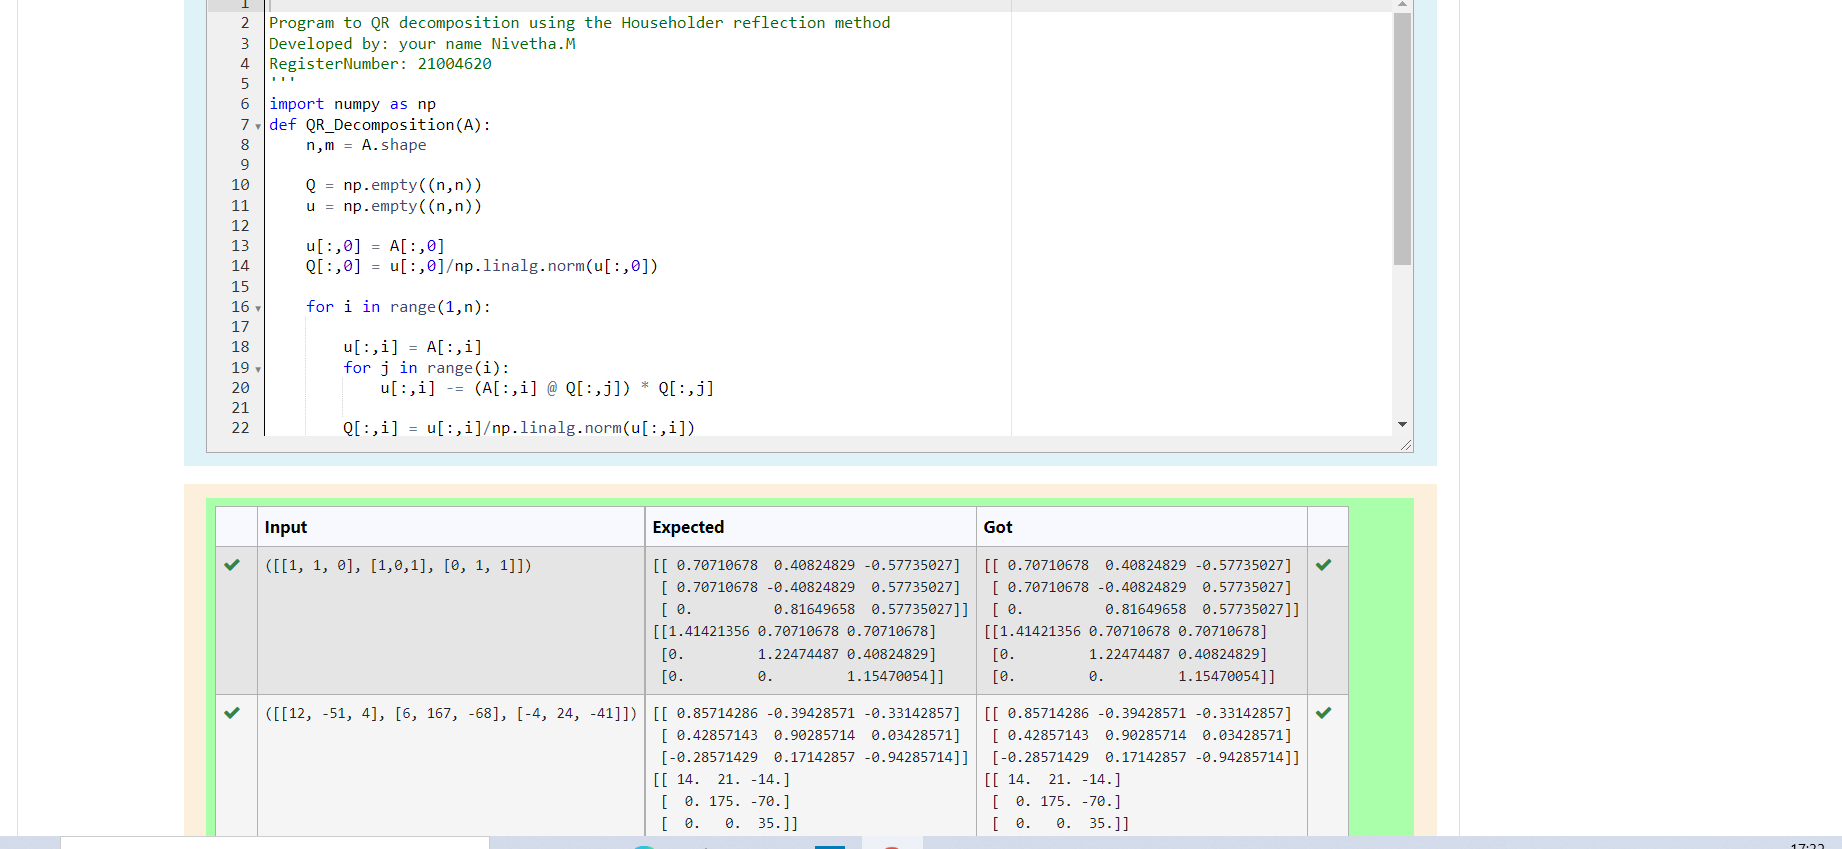 1
2 Program to QR decomposition using the Householder reflection method
3 Developed by: your name Nivetha.M
4 RegisterNumber: 21004620
5 '''
6 import numpy as np
7 def QR_Decomposition(A):
8     n,m = A.shape
9
10     Q = np.empty((n,n))
11     u = np.empty((n,n))
12
13     u[:,0] = A[:,0]
14     Q[:,0] = u[:,0]/np.linalg.norm(u[:,0])
15
16     for i in range(1,n):
17
18         u[:,i] = A[:,i]
19         for j in range(i):
20             u[:,i] -= (A[:,i] @ Q[:,j]) * Q[:,j]
21
22         Q[:,i] = u[:,i]/np.linalg.norm(u[:,i])
Input Expected Got
([[1, 1, 0], [1,0,1], [0, 1, 1]]) [[ 0.70710678  0.40824829 -0.57735027] [[ 0.70710678  0.40824829 -0.57735027]
[ 0.70710678 -0.40824829  0.57735027] [ 0.70710678 -0.40824829  0.57735027]
[ 0.          0.81649658  0.57735027]] [ 0.          0.81649658  0.57735027]]
[[1.41421356 0.70710678 0.70710678] [[1.41421356 0.70710678 0.70710678]
[0.         1.22474487 0.40824829] [0.         1.22474487 0.40824829]
[0.         0.         1.15470054]] [0.         0.         1.15470054]]
([[12, -51, 4], [6, 167, -68], [-4, 24, -41]]) [[ 0.85714286 -0.39428571 -0.33142857] [[ 0.85714286 -0.39428571 -0.33142857]
[ 0.42857143  0.90285714  0.03428571] [ 0.42857143  0.90285714  0.03428571]
[-0.28571429  0.17142857 -0.94285714]] [-0.28571429  0.17142857 -0.94285714]]
[[ 14.  21. -14.] [[ 14.  21. -14.]
[  0. 175. -70.] [  0. 175. -70.]
[  0.   0.  35.]] [  0.   0.  35.]]